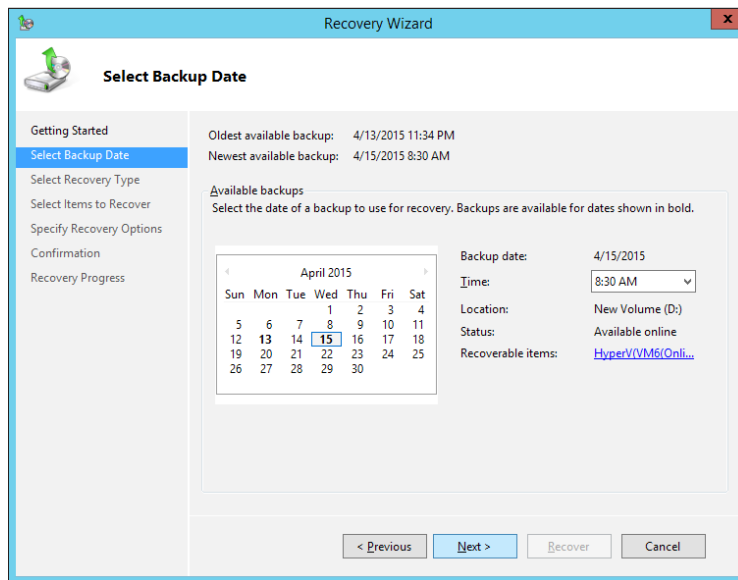 Recovery Wizard
x
Select Backup Date
Getting Started
Select Backup Date
Select Recovery Type
Select Items to Recover
Specify Recovery Options
Confirmation
Recovery Progress
Oldest available backup: 4/13/2015 11:34 PM
Newest available backup: 4/15/2015 8:30 AM
Available backups
Select the date of a backup to use for recovery. Backups are available for dates shown in bold.
April 2015
Sun Mon Tue Wed Thu Fri Sat
1 2 3 4
5 6 7 8 9 10 11
12 13 14 15 16 17 18
19 20 21 22 23 24 25
26 27 28 29 30
Backup date: 4/15/2015
Time: 8:30 AM
Location: New Volume (D:)
Status: Available online
Recoverable items: HyperV(VM6(Onli...
< Previous
Next >
Recover
Cancel